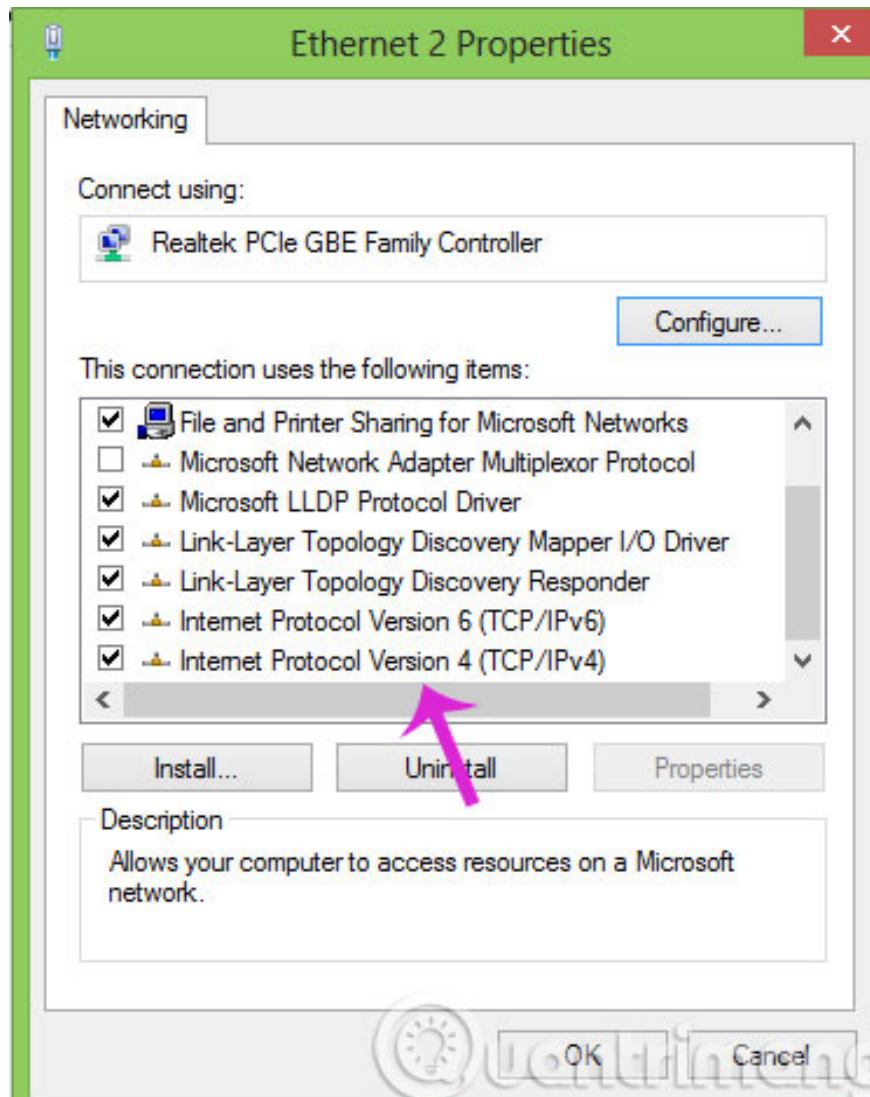 Ethernet 2 Properties
Networking
Connect using:
Realtek PCIe GBE Family Controller
Configure...
This connection uses the following items:
File and Printer Sharing for Microsoft Networks
Microsoft Network Adapter Multiplexor Protocol
Microsoft LLDP Protocol Driver
Link-Layer Topology Discovery Mapper I/O Driver
Link-Layer Topology Discovery Responder
Internet Protocol Version 6 (TCP/IPv6)
Internet Protocol Version 4 (TCP/IPv4)
Install... Uninstall Properties
Description
Allows your computer to access resources on a Microsoft
network.
OK Cancel
Quantrimang